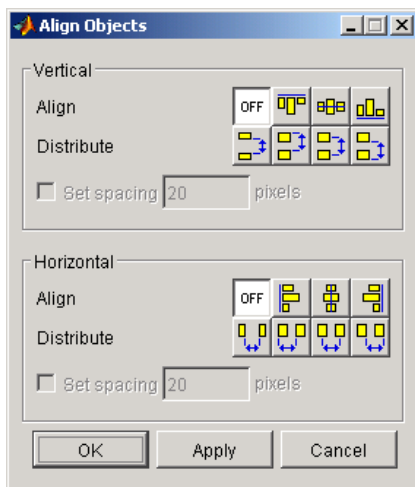 Align Objects
Vertical
Align OFF
Distribute
Set spacing 20 pixels
Horizontal
Align OFF
Distribute
Set spacing 20 pixels
OK Apply Cancel